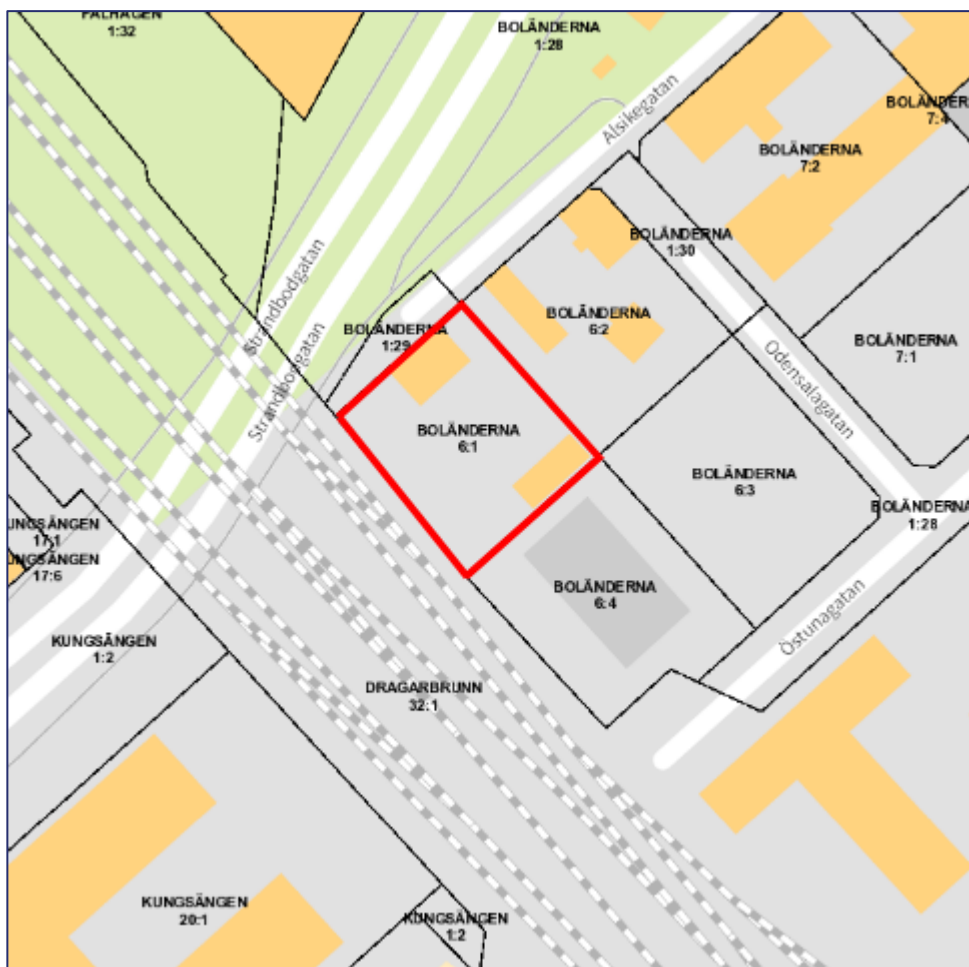 FÅLHAGEN
1:32
BOLÄNDERNA
1:28
Alsikegatan
BOLÄNDERNA
7:4
BOLÄNDERNA
7:2
BOLÄNDERNA
1:30
Strandbodgatan
Strandbodgatan
BOLÄNDERNA
1:29
BOLÄNDERNA
6:2
Odensalagatan
BOLÄNDERNA
7:1
BOLÄNDERNA
6:1
BOLÄNDERNA
6:3
BOLÄNDERNA
1:28
KUNGSÄNGEN
17:1
KUNGSÄNGEN
17:6
BOLÄNDERNA
6:4
Östunagatan
KUNGSÄNGEN
1:2
DRAGARBRUNN
32:1
KUNGSÄNGEN
20:1
KUNGSÄNGEN
1:2